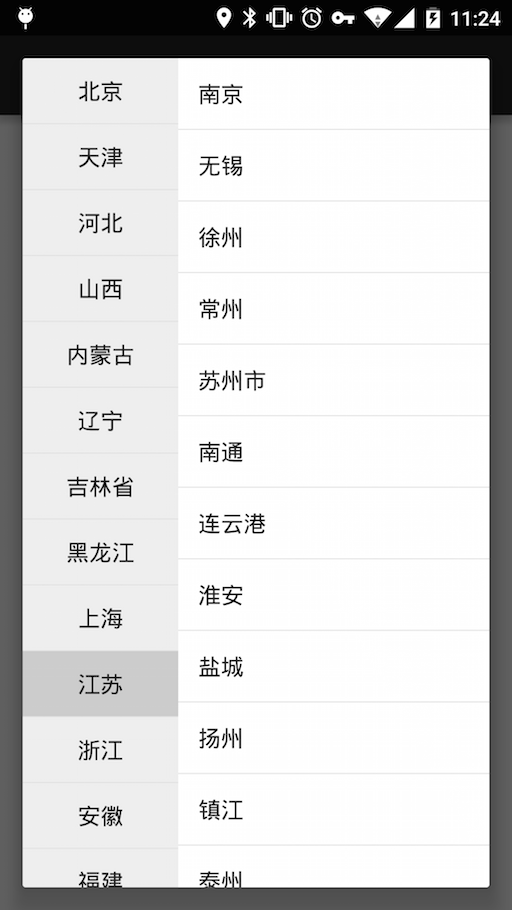 11:24
北京
天津
河北
山西
内蒙古
辽宁
吉林省
黑龙江
上海
江苏
浙江
安徽
福建
南京
无锡
徐州
常州
苏州市
南通
连云港
淮安
盐城
扬州
镇江
泰州